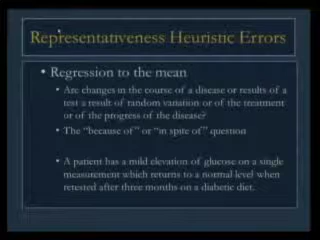 Representativeness Heuristic Errors
• Regression to the mean
• Are changes in the course of a disease or results of a
test a result of random variation or of the treatment
or of the progress of the disease?
• The "because of" or "in spite of" question
• A patient has a mild elevation of glucose on a single
measurement which returns to a normal level when
retested after three months on a diabetic diet.